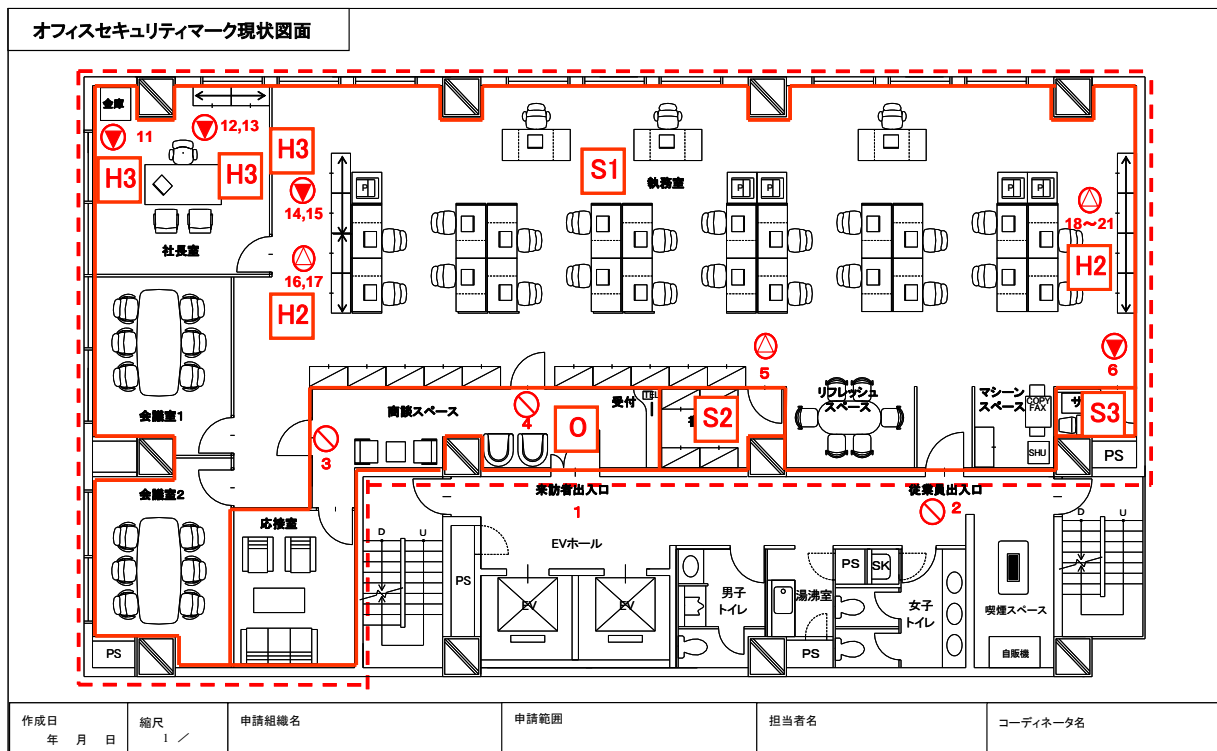 オフィスセキュリティマーク現状図面
金庫
11
12,13
H3
H3
H3
S1
執務室
P
P
P
P
P
14,15
18～21
社長室
16,17
H2
H2
5
6
会議室1
商談スペース
4
受付
TEL
S2
リフレッシュ
スペース
マシーン
スペース
COPY
FAX
サ
S3
O
3
SHU
PS
会議室2
来訪者出入口
従業員出入口
1
2
応接室
D
U
EVホール
D
U
PS
PS
SK
EV
EV
男子
トイレ
湯沸室
女子
トイレ
喫煙スペース
PS
PS
自販機
作成日
年 月 日
縮尺
1 ／
申請組織名
申請範囲
担当者名
コーディネータ名